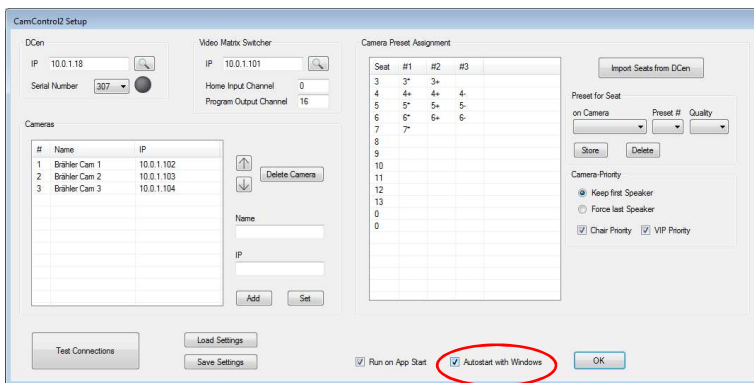 CamControl2 Setup
DCen
IP 10.0.1.18
Serial Number 307
Video Matrix Switcher
IP 10.0.1.101
Home Input Channel 0
Program Output Channel 16
Cameras
# Name IP
1 Brähler Cam 1 10.0.1.102
2 Brähler Cam 2 10.0.1.103
3 Brähler Cam 3 10.0.1.104
Delete Camera
Name
IP
Add Set
Camera Preset Assignment
Seat #1 #2 #3
3 3* 3+
4 4+ 4+ 4-
5 5* 5+ 5-
6 6* 6+ 6-
7 7*
8
9
10
11
12
13
0
0
Import Seats from DCen
Preset for Seat
on Camera Preset # Quality
Store Delete
Camera-Priority
Keep first Speaker
Force last Speaker
Chair Priority VIP Priority
Test Connections
Load Settings
Save Settings
Run on App Start Autostart with Windows OK